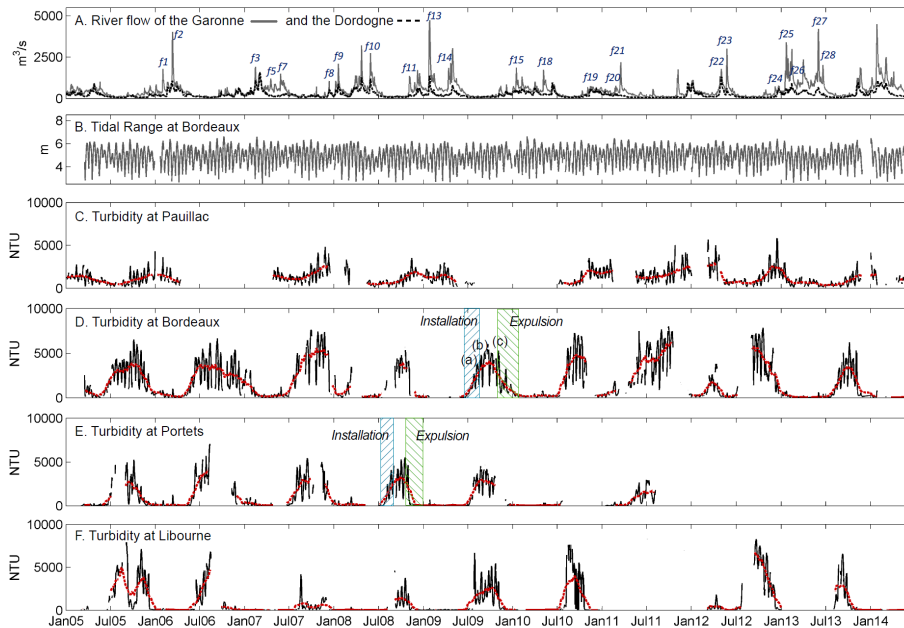 A. River flow of the Garonne and the Dordogne
m³/s
5000
2500
0
f1 f2 f3 f5 f7 f8 f9 f10 f11 f13 f14 f15 f18 f19 f20 f21 f22 f23 f24 f25 f26 f27 f28
B. Tidal Range at Bordeaux
m
8
6
4
C. Turbidity at Pauillac
NTU
10000
5000
0
D. Turbidity at Bordeaux
NTU
10000
5000
0
Installation Expulsion
(a) (b) (c)
E. Turbidity at Portets
NTU
10000
5000
0
Installation Expulsion
F. Turbidity at Libourne
NTU
10000
5000
0
Jan05 Jul05 Jan06 Jul06 Jan07 Jul07 Jan08 Jul08 Jan09 Jul09 Jan10 Jul10 Jan11 Jul11 Jan12 Jul12 Jan13 Jul13 Jan14